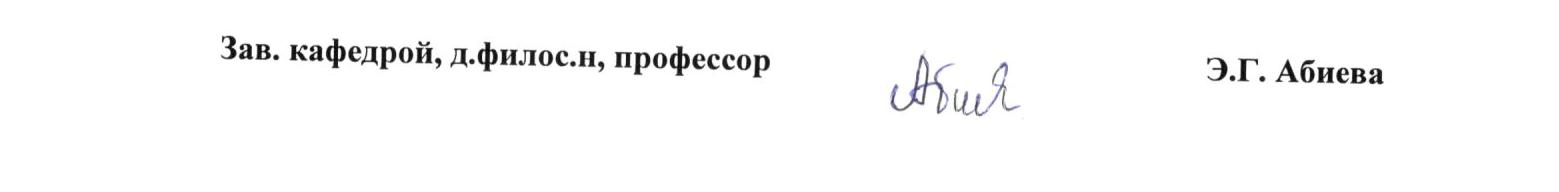 Зав. кафедрой, д.филос.н, профессор Э.Г. Абиева